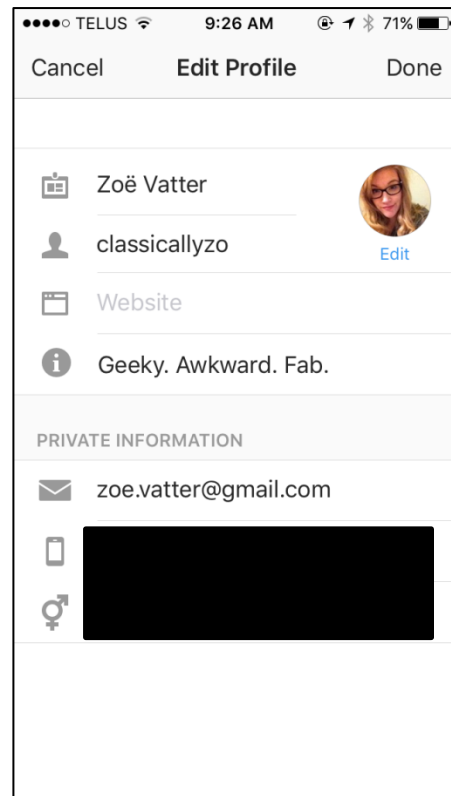 TELUS 9:26 AM 71%
Cancel Edit Profile Done
Zoë Vatter
classicallyzo
Edit
Website
Geeky. Awkward. Fab.
PRIVATE INFORMATION
zoe.vatter@gmail.com